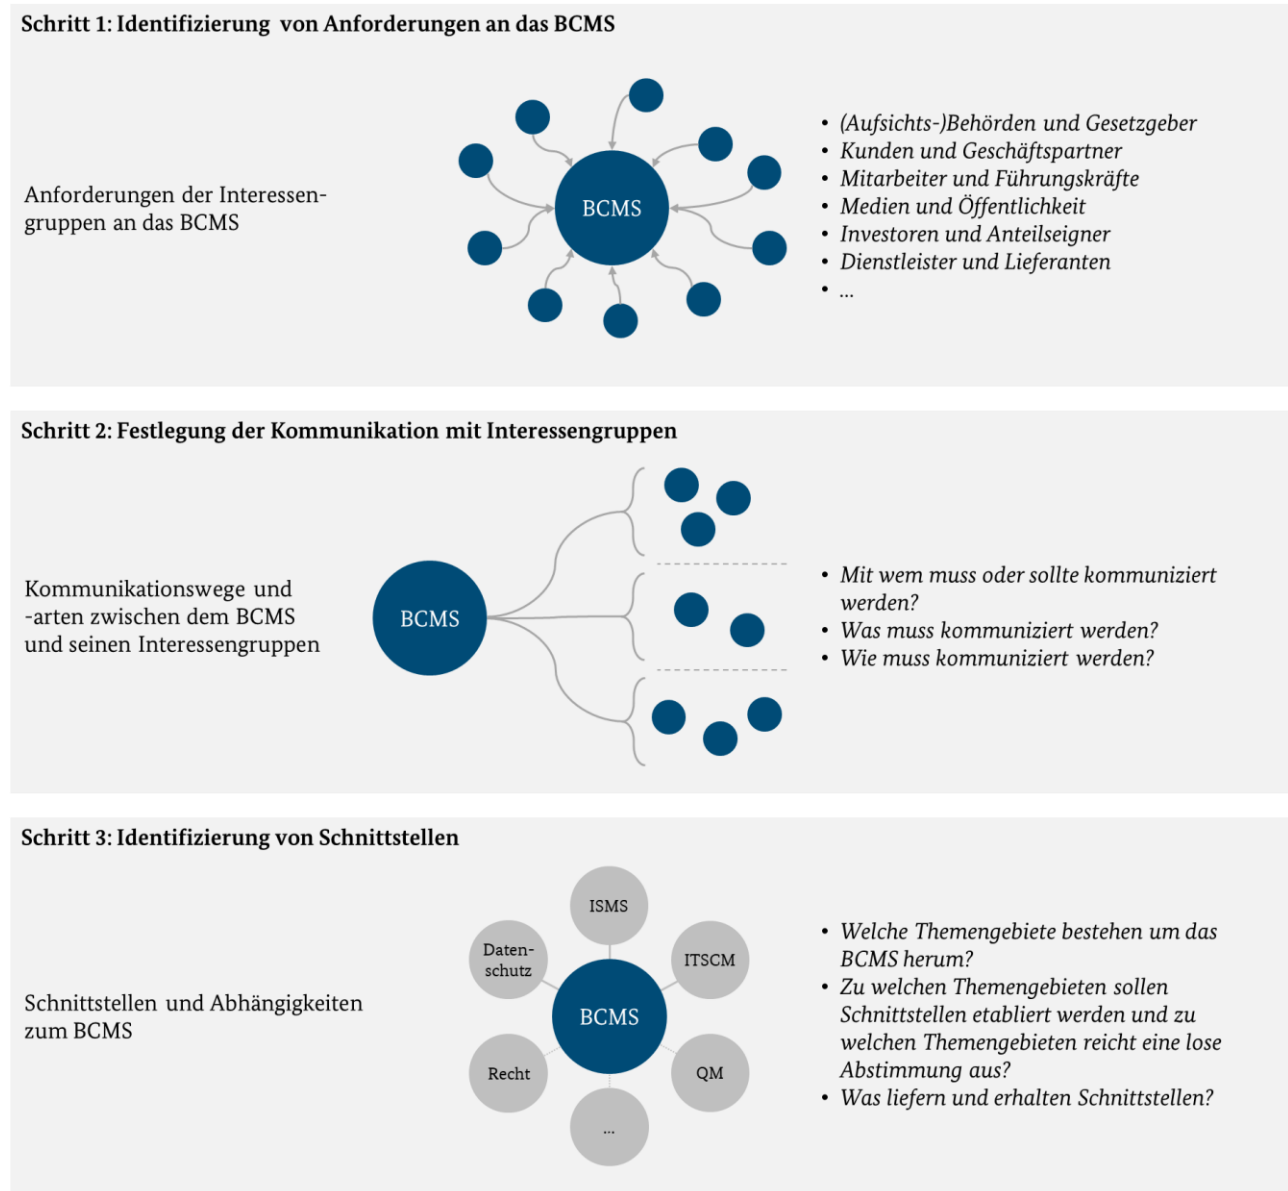 Schritt 1: Identifizierung von Anforderungen an das BCMS
Anforderungen der Interessen-
gruppen an das BCMS
BCMS
• (Aufsichts-)Behörden und Gesetzgeber
• Kunden und Geschäftspartner
• Mitarbeiter und Führungskräfte
• Medien und Öffentlichkeit
• Investoren und Anteilseigner
• Dienstleister und Lieferanten
• ...
Schritt 2: Festlegung der Kommunikation mit Interessengruppen
Kommunikationswege und
-arten zwischen dem BCMS
und seinen Interessengruppen
BCMS
• Mit wem muss oder sollte kommuniziert
werden?
• Was muss kommuniziert werden?
• Wie muss kommuniziert werden?
Schritt 3: Identifizierung von Schnittstellen
Schnittstellen und Abhängigkeiten
zum BCMS
ISMS
Daten-
schutz
ITSCM
BCMS
Recht
QM
...
• Welche Themengebiete bestehen um das
BCMS herum?
• Zu welchen Themengebieten sollen
Schnittstellen etabliert werden und zu
welchen Themengebieten reicht eine lose
Abstimmung aus?
• Was liefern und erhalten Schnittstellen?